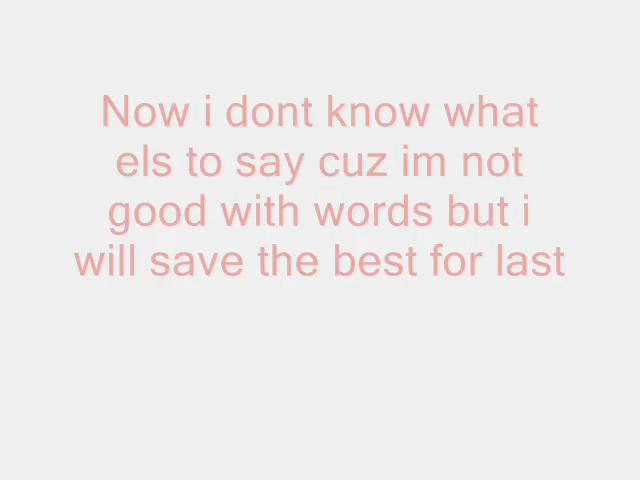 Now i dont know what
els to say cuz im not
good with words but i
will save the best for last